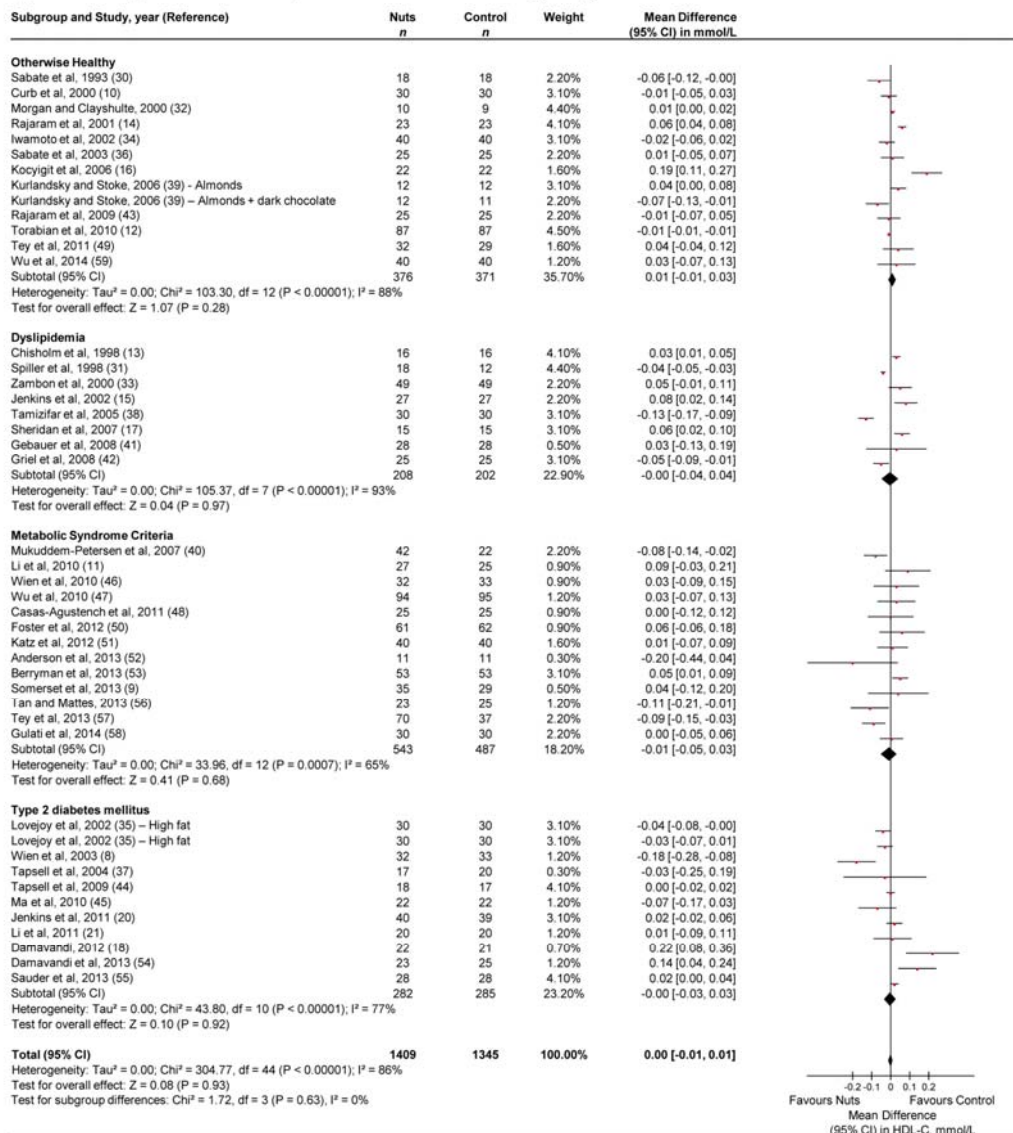 Subgroup and Study, year (Reference) Nuts Control Weight Mean Difference
n n (95% CI) in mmol/L
Otherwise Healthy
Sabate et al, 1993 (30) 18 18 2.20% -0.06 [-0.12, -0.00]
Curb et al, 2000 (10) 30 30 3.10% -0.01 [-0.05, 0.03]
Morgan and Clayshulte, 2000 (32) 10 9 4.40% 0.01 [0.00, 0.02]
Rajaram et al, 2001 (14) 23 23 4.10% 0.06 [0.04, 0.08]
Iwamoto et al, 2002 (34) 40 40 3.10% -0.02 [-0.06, 0.02]
Sabate et al, 2003 (36) 25 25 2.20% 0.01 [-0.05, 0.07]
Kocyigit et al, 2006 (16) 22 22 1.60% 0.19 [0.11, 0.27]
Kurlandsky and Stoke, 2006 (39) - Almonds 12 12 3.10% 0.04 [0.00, 0.08]
Kurlandsky and Stoke, 2006 (39) – Almonds + dark chocolate 12 11 2.20% -0.07 [-0.13, -0.01]
Rajaram et al, 2009 (43) 25 25 2.20% -0.01 [-0.07, 0.05]
Torabian et al, 2010 (12) 87 87 4.50% -0.01 [-0.01, -0.01]
Tey et al, 2011 (49) 32 29 1.60% 0.04 [-0.04, 0.12]
Wu et al, 2014 (59) 40 40 1.20% 0.03 [-0.07, 0.13]
Subtotal (95% CI) 376 371 35.70% 0.01 [-0.01, 0.03]
Heterogeneity: Tau² = 0.00; Chi² = 103.30, df = 12 (P < 0.00001); I² = 88%
Test for overall effect: Z = 1.07 (P = 0.28)
Dyslipidemia
Chisholm et al, 1998 (13) 16 16 4.10% 0.03 [0.01, 0.05]
Spiller et al, 1998 (31) 18 12 4.40% -0.04 [-0.05, -0.03]
Zambon et al, 2000 (33) 49 49 2.20% 0.05 [-0.01, 0.11]
Jenkins et al, 2002 (15) 27 27 2.20% 0.08 [0.02, 0.14]
Tamizifar et al, 2005 (38) 30 30 3.10% -0.13 [-0.17, -0.09]
Sheridan et al, 2007 (17) 15 15 3.10% 0.06 [0.02, 0.10]
Gebauer et al, 2008 (41) 28 28 0.50% 0.03 [-0.13, 0.19]
Griel et al, 2008 (42) 25 25 3.10% -0.05 [-0.09, -0.01]
Subtotal (95% CI) 208 202 22.90% -0.00 [-0.04, 0.04]
Heterogeneity: Tau² = 0.00; Chi² = 105.37, df = 7 (P < 0.00001); I² = 93%
Test for overall effect: Z = 0.04 (P = 0.97)
Metabolic Syndrome Criteria
Mukuddem-Petersen et al, 2007 (40) 42 22 2.20% -0.08 [-0.14, -0.02]
Li et al, 2010 (11) 27 25 0.90% 0.09 [-0.03, 0.21]
Wien et al, 2010 (46) 32 33 0.90% 0.03 [-0.09, 0.15]
Wu et al, 2010 (47) 94 95 1.20% 0.03 [-0.07, 0.13]
Casas-Agustench et al, 2011 (48) 25 25 0.90% 0.00 [-0.12, 0.12]
Foster et al, 2012 (50) 61 62 0.90% 0.06 [-0.06, 0.18]
Katz et al, 2012 (51) 40 40 1.60% 0.01 [-0.07, 0.09]
Anderson et al, 2013 (52) 11 11 0.30% -0.20 [-0.44, 0.04]
Berryman et al, 2013 (53) 53 53 3.10% 0.05 [0.01, 0.09]
Somerset et al, 2013 (9) 35 29 0.50% 0.04 [-0.12, 0.20]
Tan and Mattes, 2013 (56) 23 25 1.20% -0.11 [-0.21, -0.01]
Tey et al, 2013 (57) 70 37 2.20% -0.09 [-0.15, -0.03]
Gulati et al, 2014 (58) 30 30 2.20% 0.00 [-0.05, 0.06]
Subtotal (95% CI) 543 487 18.20% -0.01 [-0.05, 0.03]
Heterogeneity: Tau² = 0.00; Chi² = 33.96, df = 12 (P = 0.0007); I² = 65%
Test for overall effect: Z = 0.41 (P = 0.68)
Type 2 diabetes mellitus
Lovejoy et al, 2002 (35) – High fat 30 30 3.10% -0.04 [-0.08, -0.00]
Lovejoy et al, 2002 (35) – High fat 30 30 3.10% -0.03 [-0.07, 0.01]
Wien et al, 2003 (8) 32 33 1.20% -0.18 [-0.28, -0.08]
Tapsell et al, 2004 (37) 17 20 0.30% -0.03 [-0.25, 0.19]
Tapsell et al, 2009 (44) 18 17 4.10% 0.00 [-0.02, 0.02]
Ma et al, 2010 (45) 22 22 1.20% -0.07 [-0.17, 0.03]
Jenkins et al, 2011 (20) 40 39 3.10% 0.02 [-0.02, 0.06]
Li et al, 2011 (21) 20 20 1.20% 0.01 [-0.09, 0.11]
Damavandi, 2012 (18) 22 21 0.70% 0.22 [0.08, 0.36]
Damavandi et al, 2013 (54) 23 25 1.20% 0.14 [0.04, 0.24]
Sauder et al, 2013 (55) 28 28 4.10% 0.02 [0.00, 0.04]
Subtotal (95% CI) 282 285 23.20% -0.00 [-0.03, 0.03]
Heterogeneity: Tau² = 0.00; Chi² = 43.80, df = 10 (P < 0.00001); I² = 77%
Test for overall effect: Z = 0.10 (P = 0.92)
Total (95% CI) 1409 1345 100.00% 0.00 [-0.01, 0.01]
Heterogeneity: Tau² = 0.00; Chi² = 304.77, df = 44 (P < 0.00001); I² = 86%
Test for overall effect: Z = 0.08 (P = 0.93)
Test for subgroup differences: Chi² = 1.72, df = 3 (P = 0.63), I² = 0%
-0.2 -0.1 0 0.1 0.2
Favours Nuts Favours Control
Mean Difference
(95% CI) in HDL-C, mmol/L